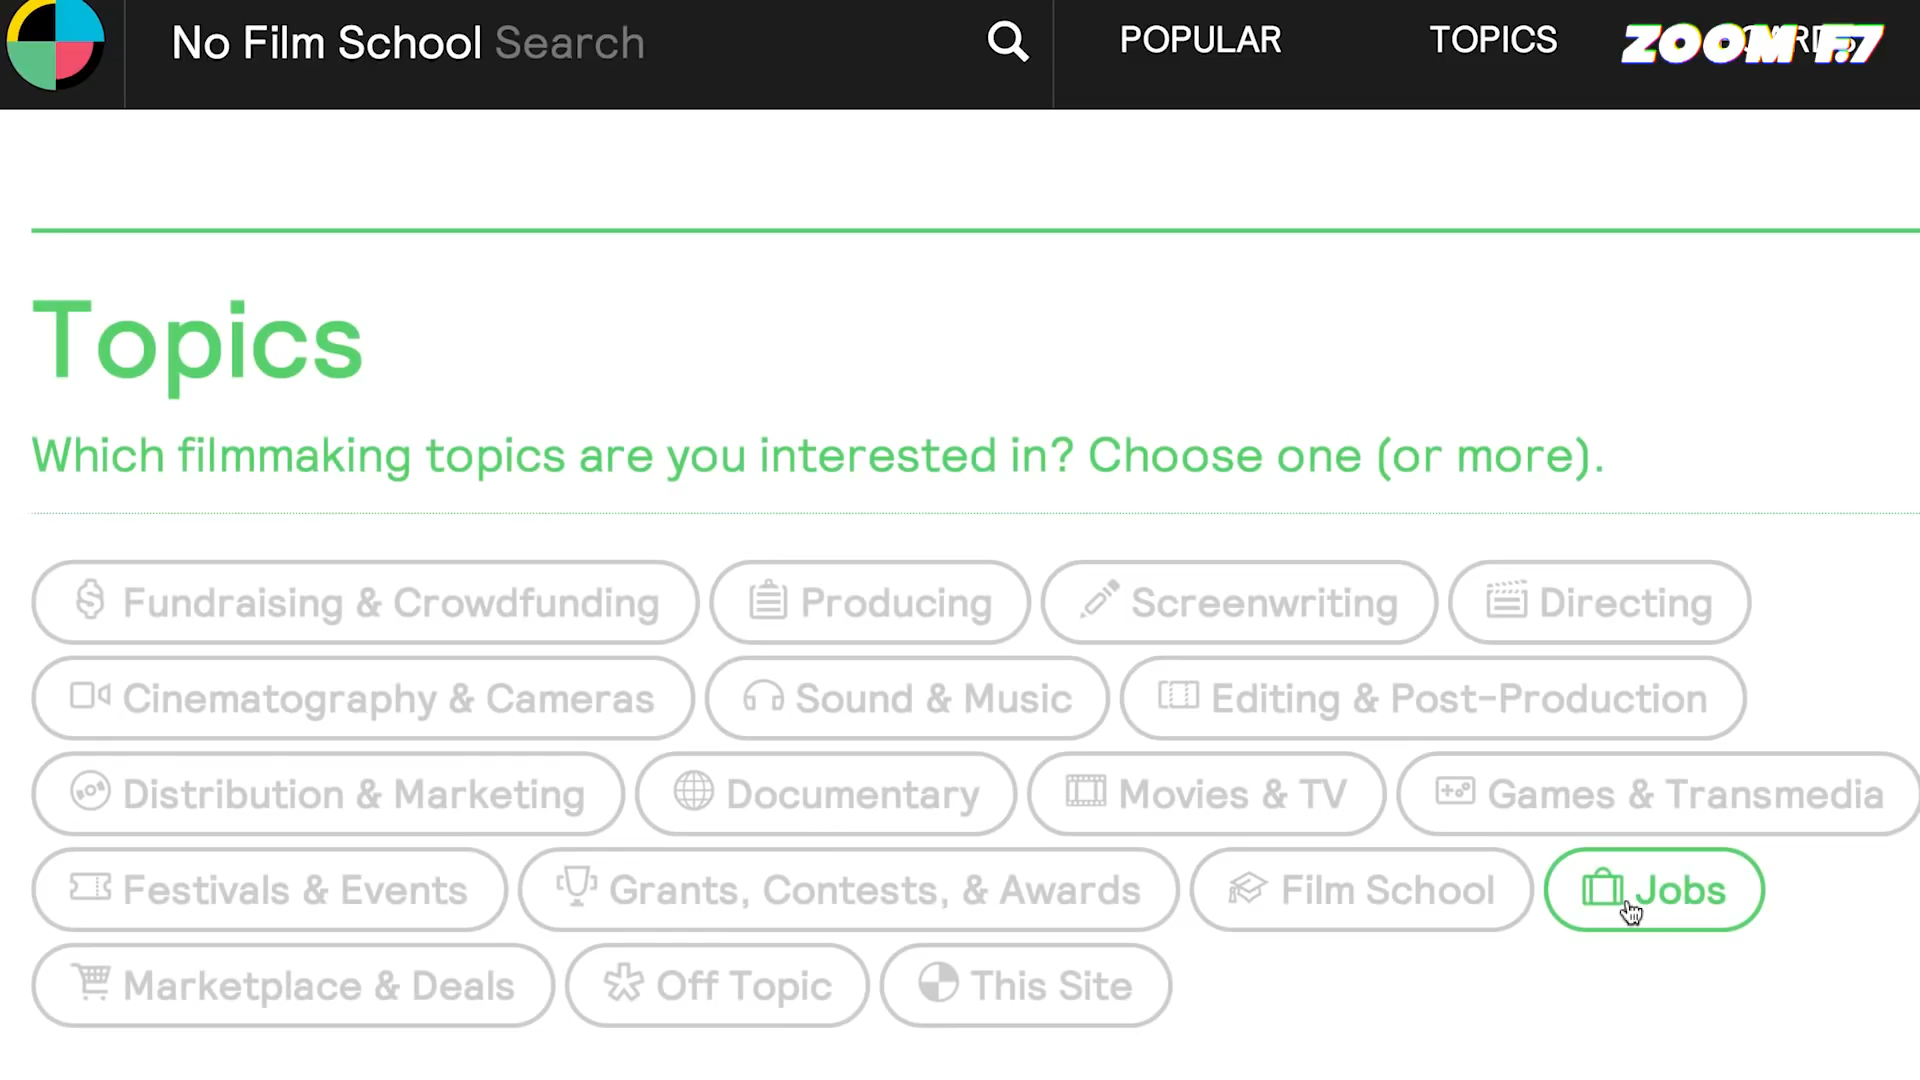 No Film School Search
POPULAR
TOPICS
ZOOM F.7
Topics
Which filmmaking topics are you interested in? Choose one (or more).
Fundraising & Crowdfunding
Producing
Screenwriting
Directing
Cinematography & Cameras
Sound & Music
Editing & Post-Production
Distribution & Marketing
Documentary
Movies & TV
Games & Transmedia
Festivals & Events
Grants, Contests, & Awards
Film School
Jobs
Marketplace & Deals
Off Topic
This Site